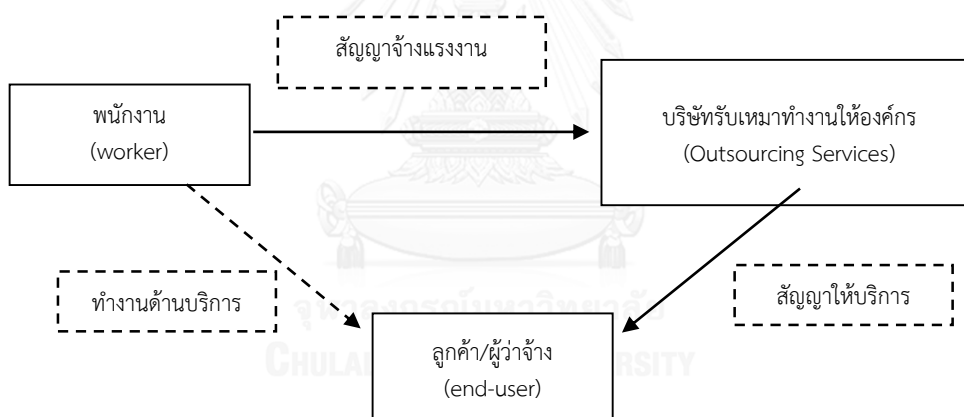 สัญญาจ้างแรงงาน
พนักงาน
(worker)
บริษัทรับเหมาทำงานให้องค์กร
(Outsourcing Services)
ทำงานด้านบริการ
สัญญาให้บริการ
ลูกค้า/ผู้ว่าจ้าง
(end-user)